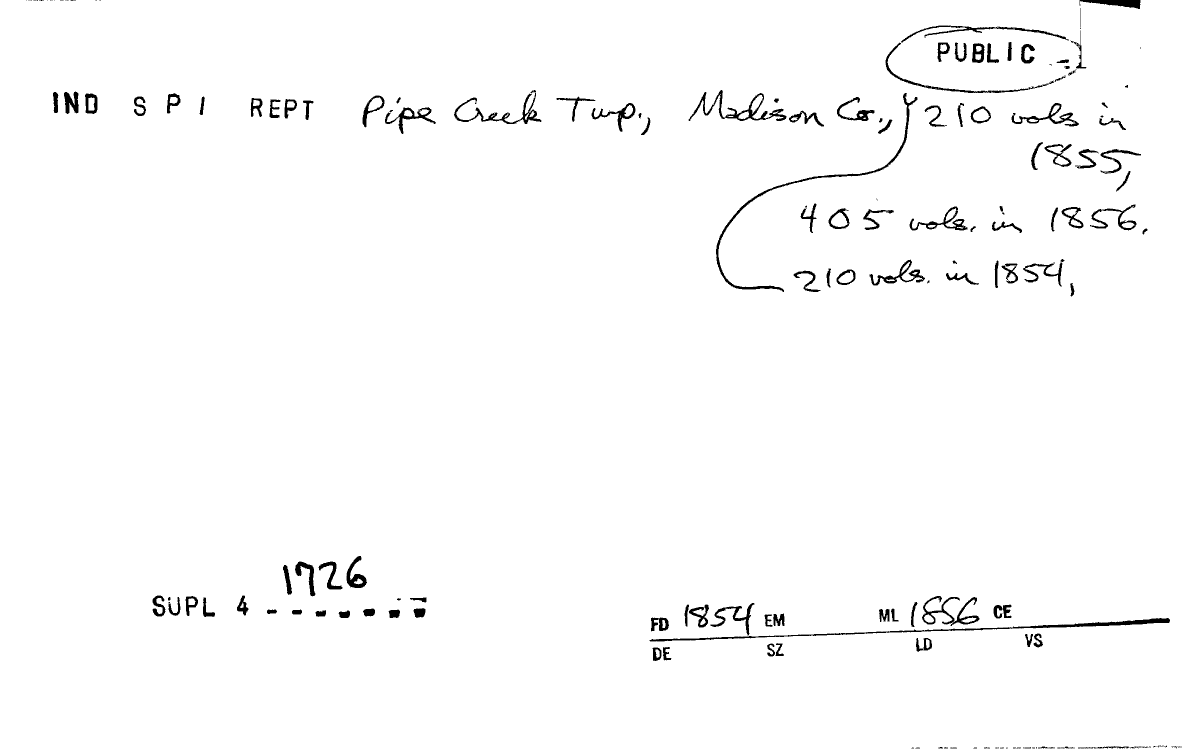 PUBLIC
IND S P I REPT Pipe Creek Twp., Madison Co., 210 vols in
1855,
405 vols. in 1856.
210 vols. in 1854,
1726
SUPL 4
FD 1854 EM ML 1856 CE
DE SZ LD VS